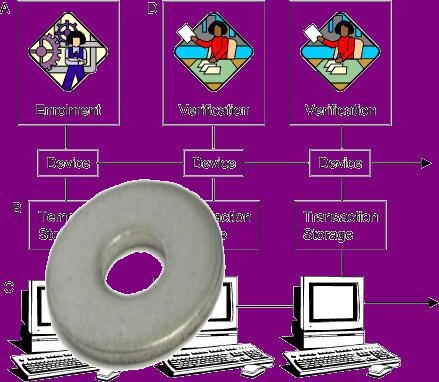 A
D
Enrolment
Verification
Verification
Device
Device
Device
B
Transaction
Storage
C